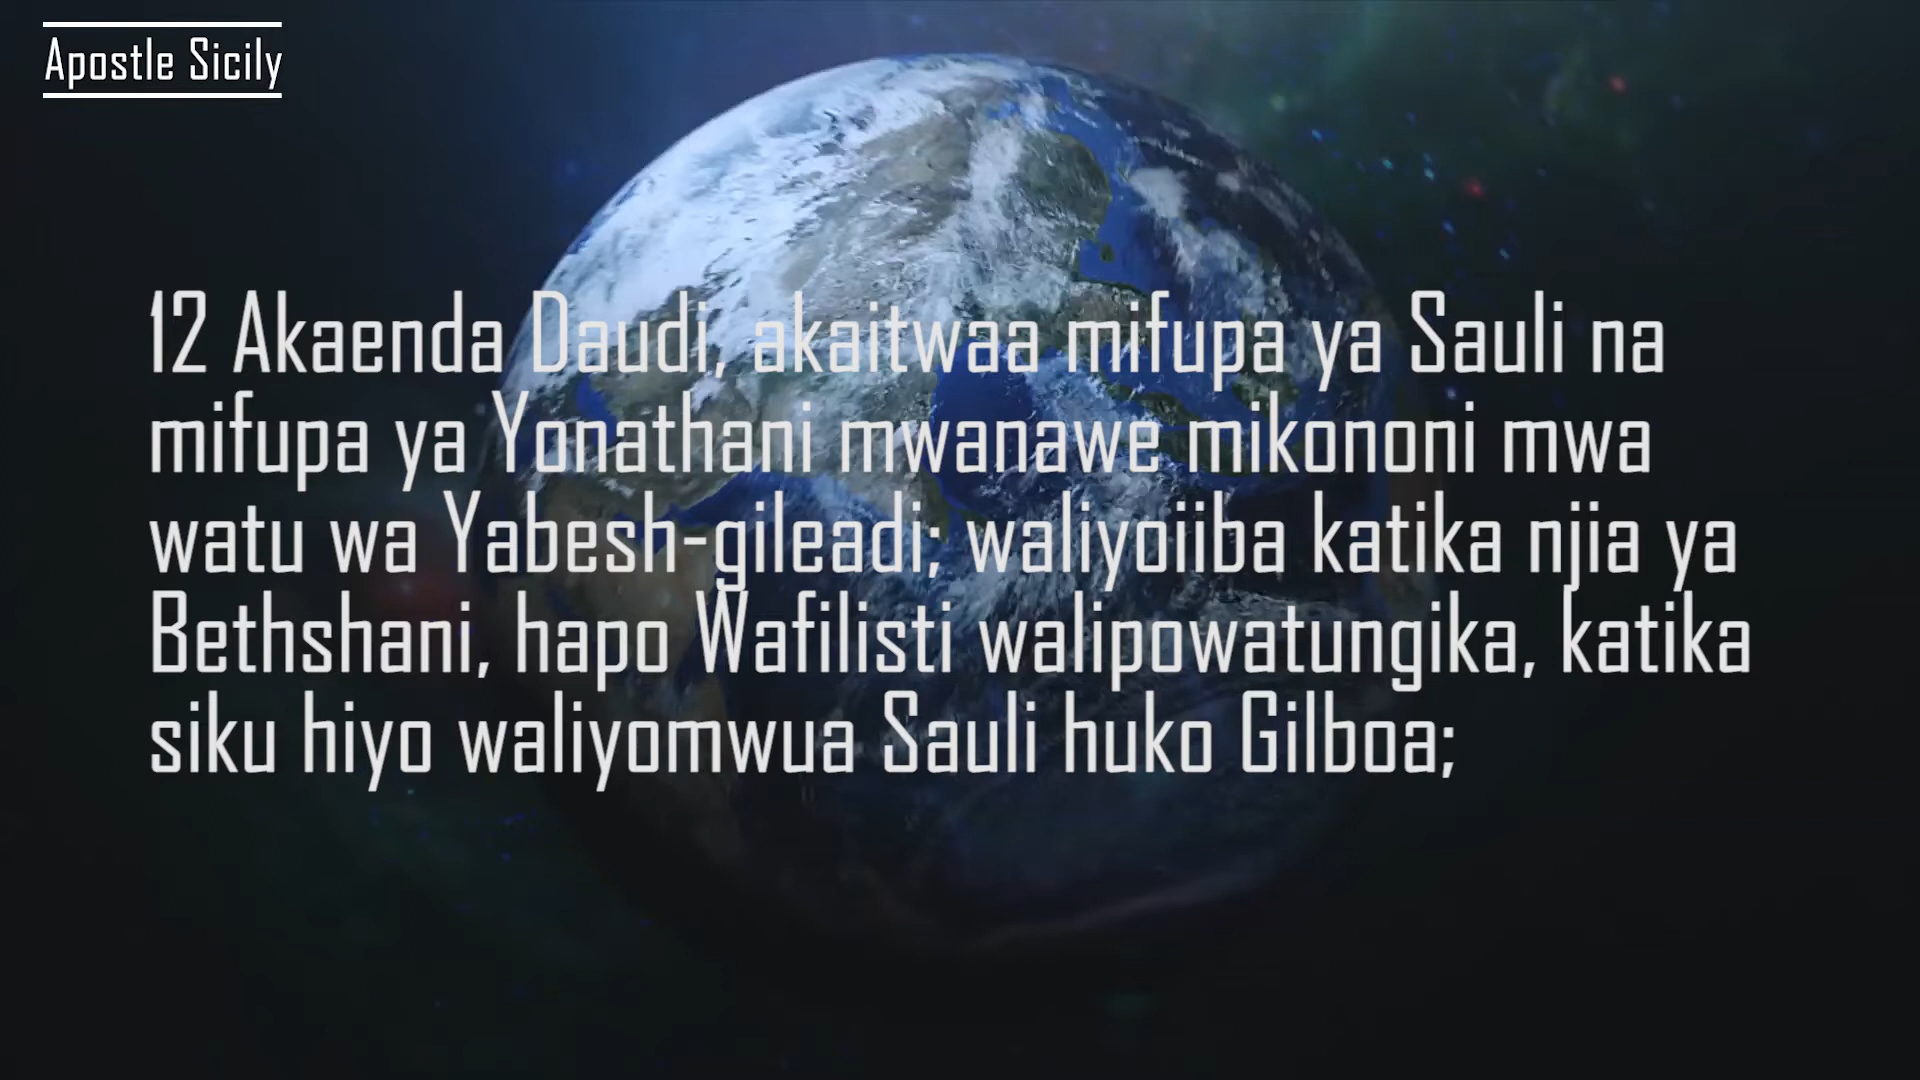 Apostle Sicily
12 Akaenda Daudi, akaitwaa mifupa ya Sauli na
mifupa ya Yonathani mwanawe mikononi mwa
watu wa Yabesh-gileadi; waliyoiiba katika njia ya
Bethshani, hapo Wafilisti walipowatungika, katika
siku hiyo waliyomwua Sauli huko Gilboa;